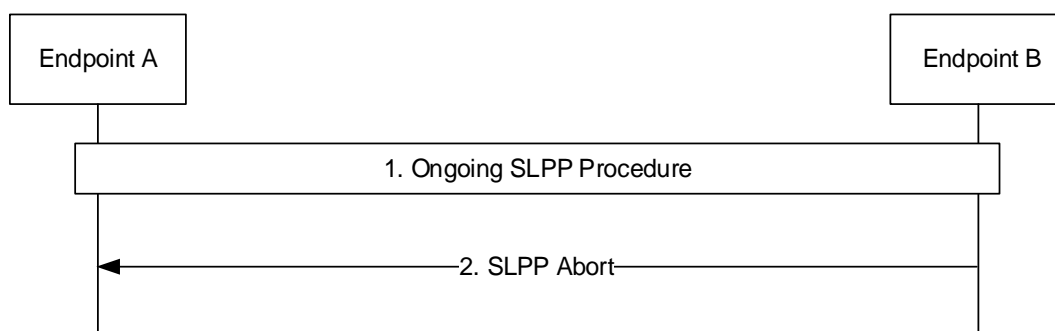 Endpoint A
Endpoint B
1. Ongoing SLPP Procedure
2. SLPP Abort